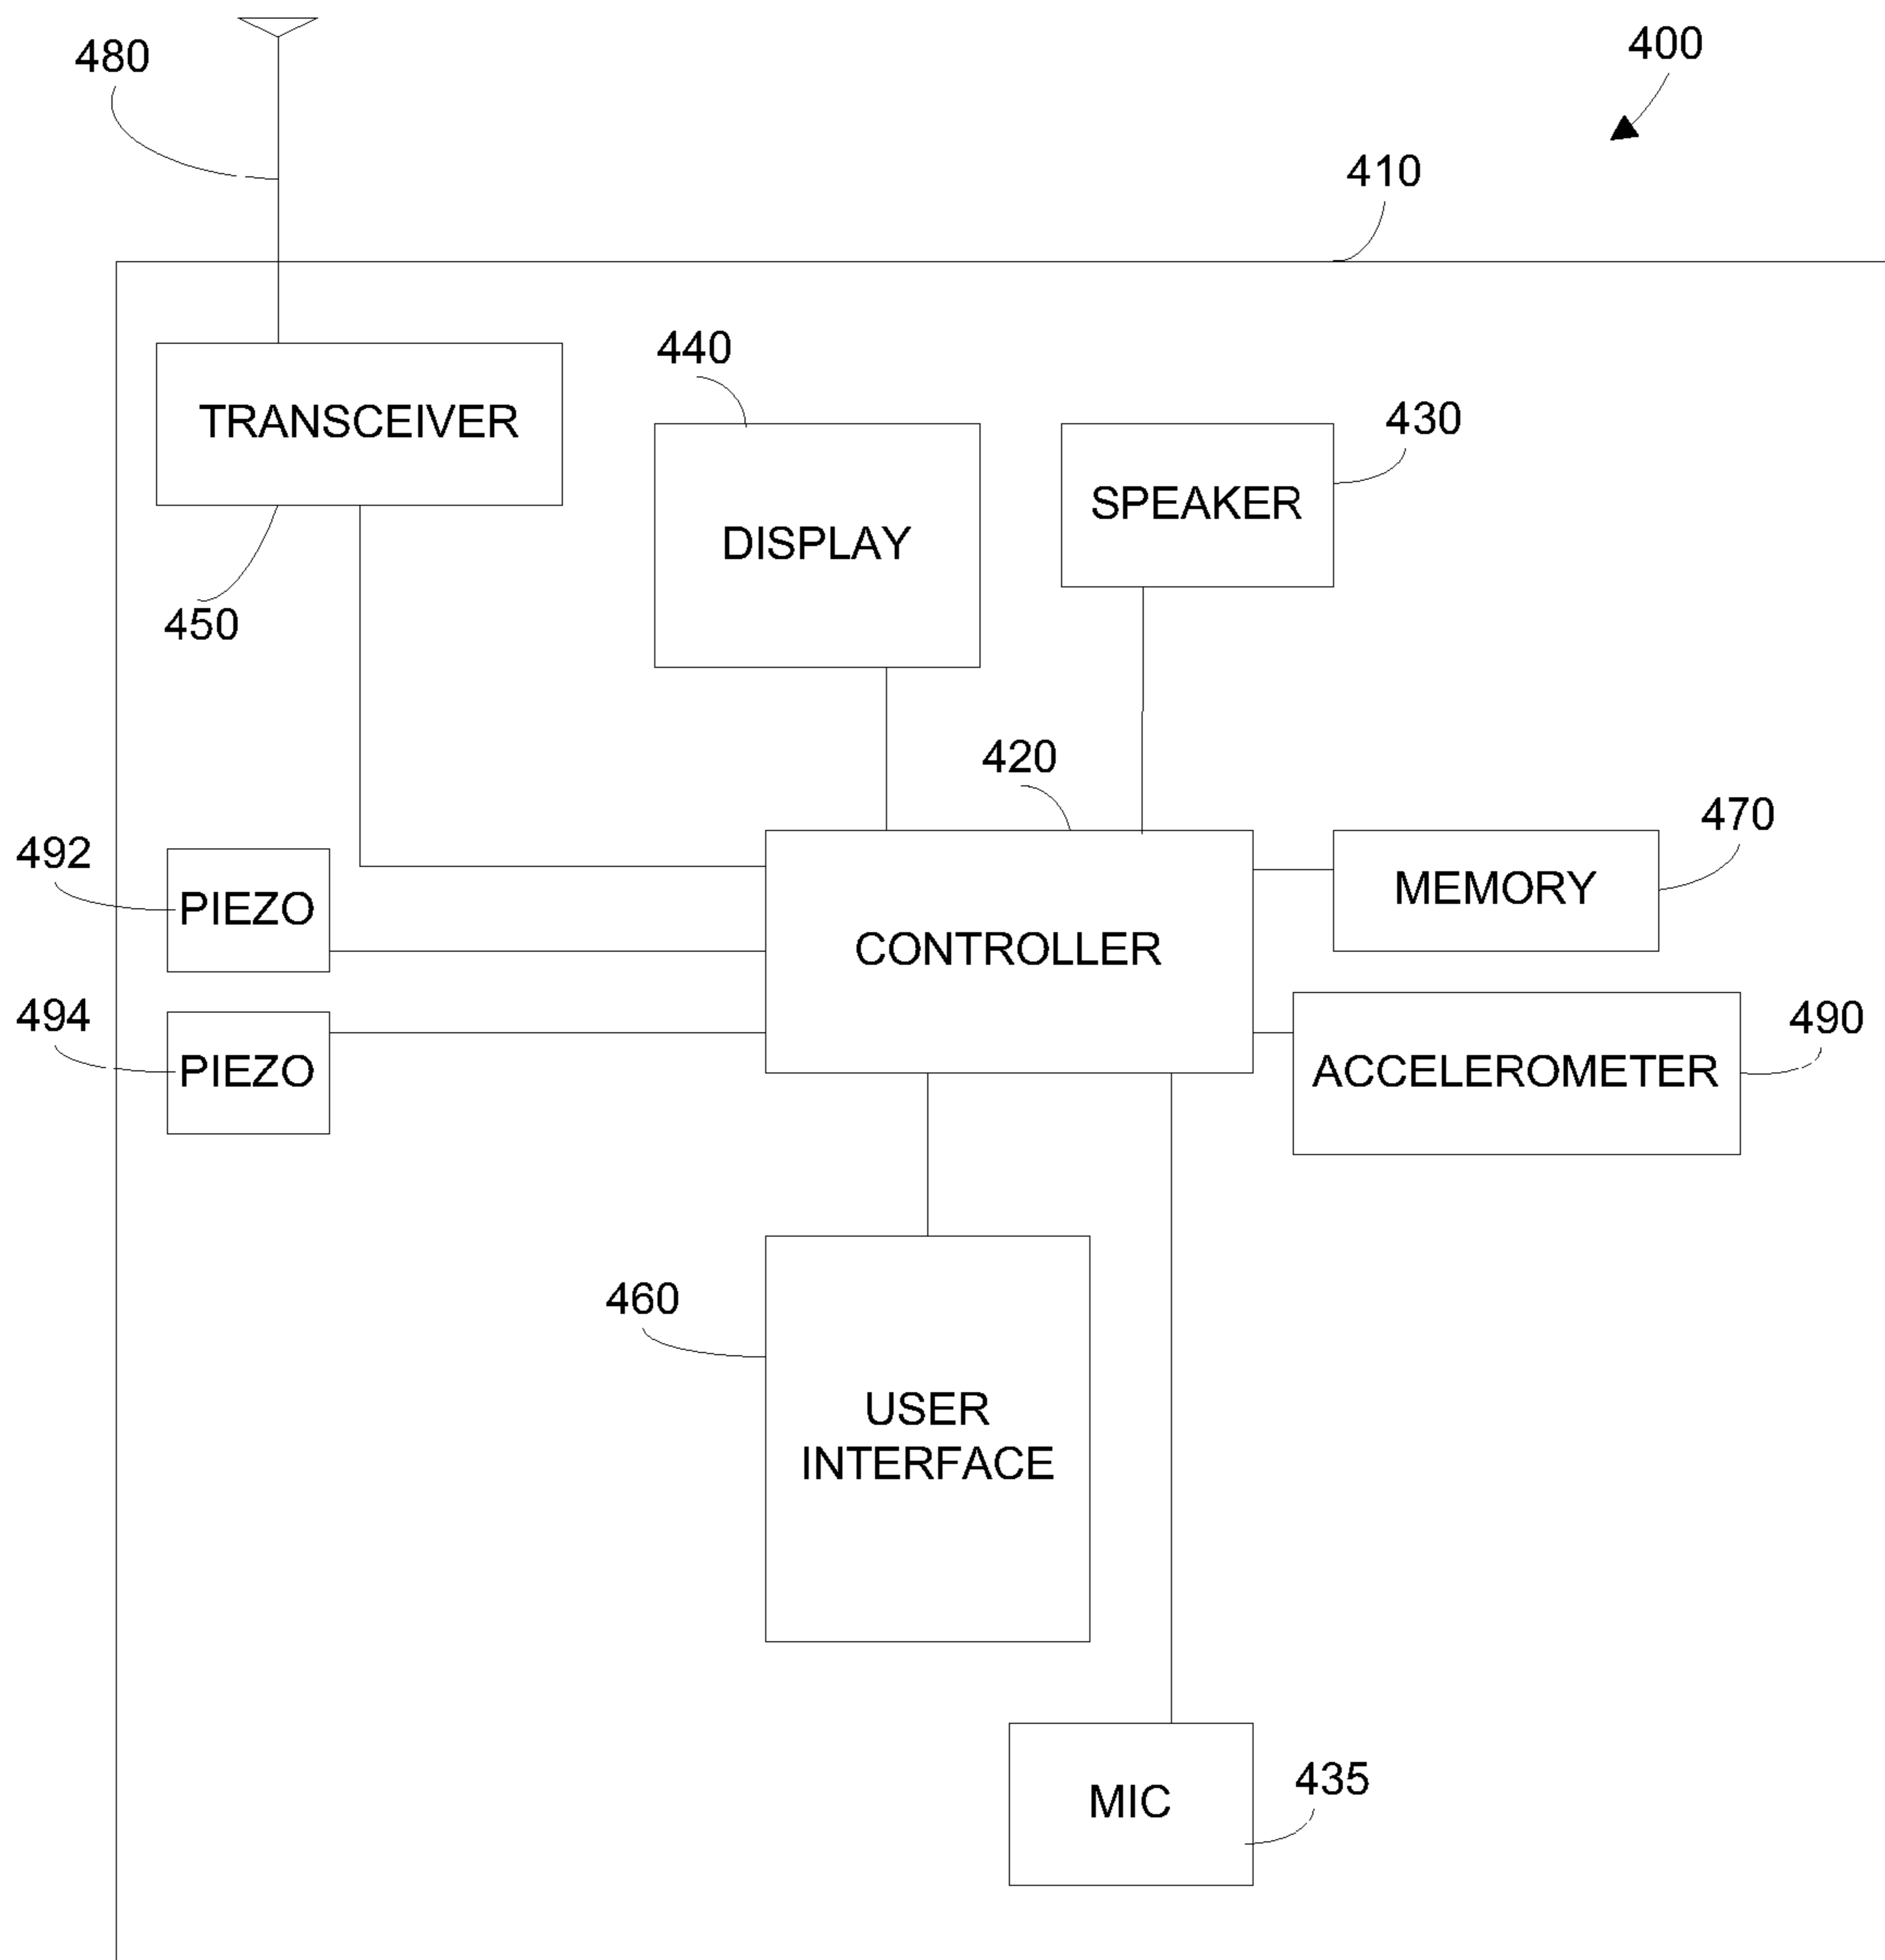 480
400
410
440
TRANSCEIVER
430
SPEAKER
DISPLAY
450
420
470
492
PIEZO
MEMORY
CONTROLLER
494
490
PIEZO
ACCELEROMETER
460
USER
INTERFACE
435
MIC